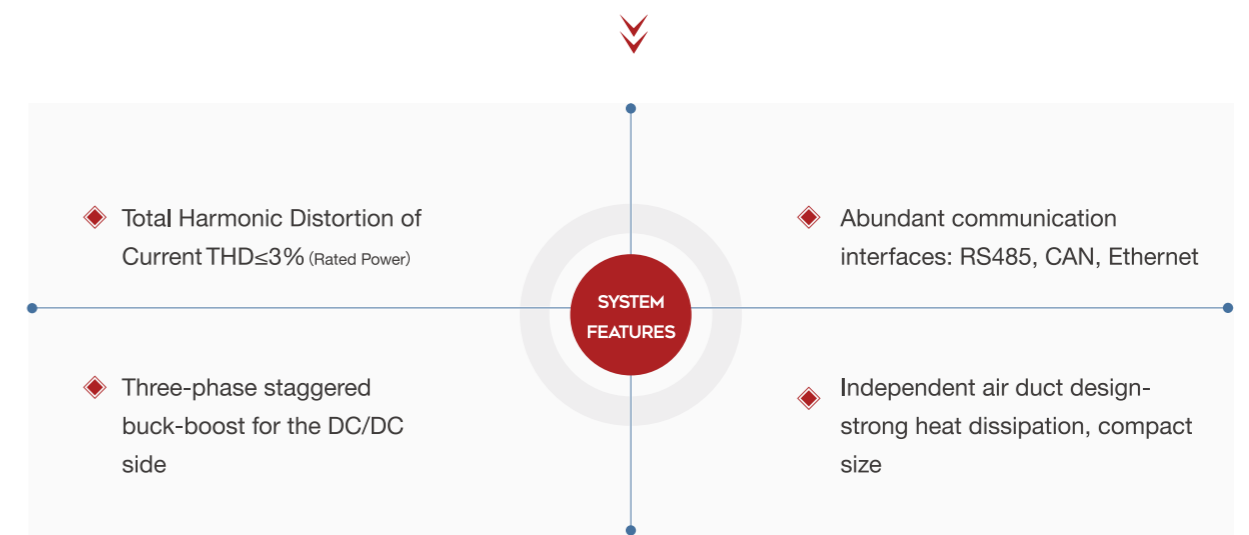 Total Harmonic Distortion of
Current THD≤3% (Rated Power)
Abundant communication
interfaces: RS485, CAN, Ethernet
SYSTEM
FEATURES
Three-phase staggered
buck-boost for the DC/DC
side
Independent air duct design-
strong heat dissipation, compact
size